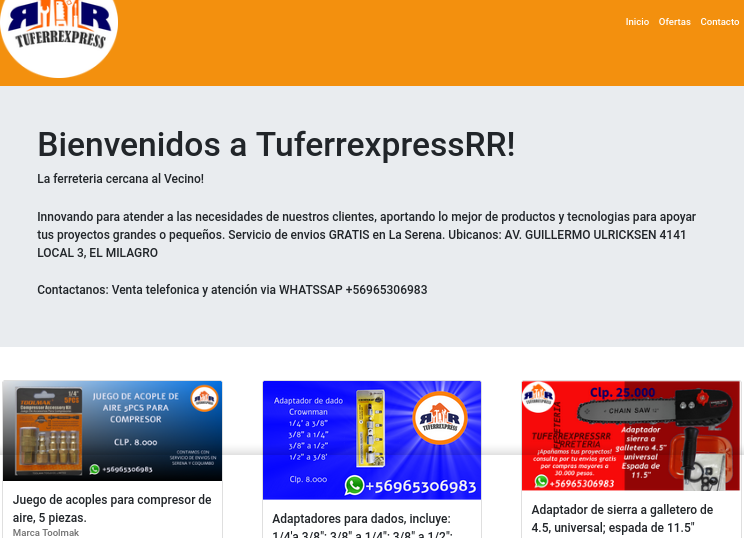 RR
TUFERREXPRESS
Inicio Ofertas Contacto
Bienvenidos a TuferrexpressRR!
La ferreteria cercana al Vecino!
Innovando para atender a las necesidades de nuestros clientes, aportando lo mejor de productos y tecnologias para apoyar
tus proyectos grandes o pequeños. Servicio de envios GRATIS en La Serena. Ubicanos: AV. GUILLERMO ULRICKSEN 4141
LOCAL 3, EL MILAGRO
Contactanos: Venta telefonica y atención via WHATSSAP +56965306983
TOOLMAK
1/4"
5PCS
JUEGO DE ACOPLE DE
AIRE 5PCS PARA
COMPRESOR
CLP. 8.000
CONTAMOS CON
SERVICIO DE ENVIOS EN
SERENA Y COQUIMBO
+56965306983
Juego de acoples para compresor de
aire, 5 piezas.
Marca Toolmak
Adaptador de dado
Crownman
1/4' a 3/8"
3/8" a 1/4"
3/8" a 1/2"
1/2" a 3/8'
Clp. 8.000
TUFERREXPRESS
+56965306983
Adaptadores para dados, incluye:
1/4'a 3/8"; 3/8" a 1/4"; 3/8" a 1/2";
Clp. 25.000
CHAIN SAW
TUFERREXPRESSRR
FERRETERIA
¡Apañamos tus proyectos!
consulta por tu envios gratis
por compras mayores a
30.000 pesos.
+56965306983
Adaptador
sierra a
galletero 4.5"
universal
Espada de
11.5"
Adaptador de sierra a galletero de
4.5, universal; espada de 11.5"